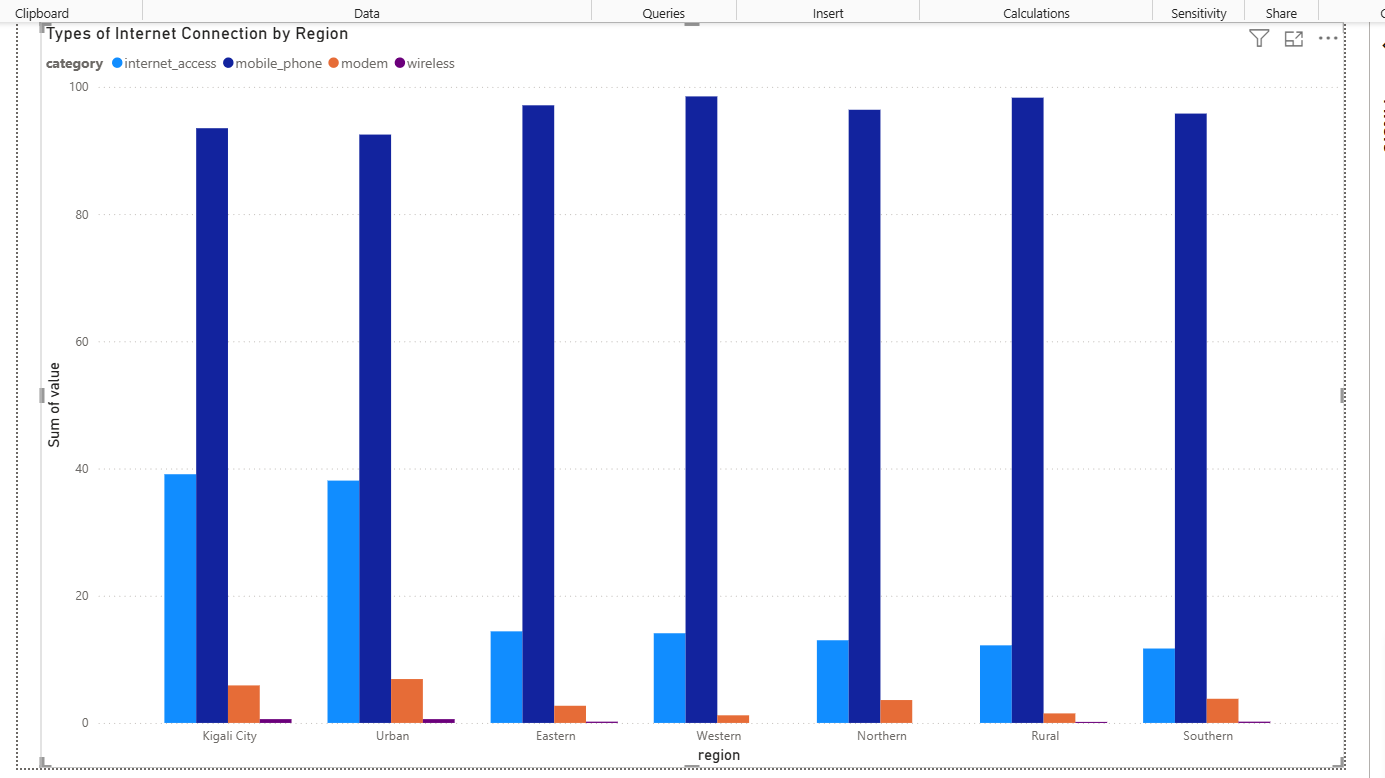 Clipboard Data Queries Insert Calculations Sensitivity Share
Types of Internet Connection by Region
category internet_access mobile_phone modem wireless
100
80
60
40
20
0
Sum of value
Kigali City Urban Eastern Western Northern Rural Southern
region